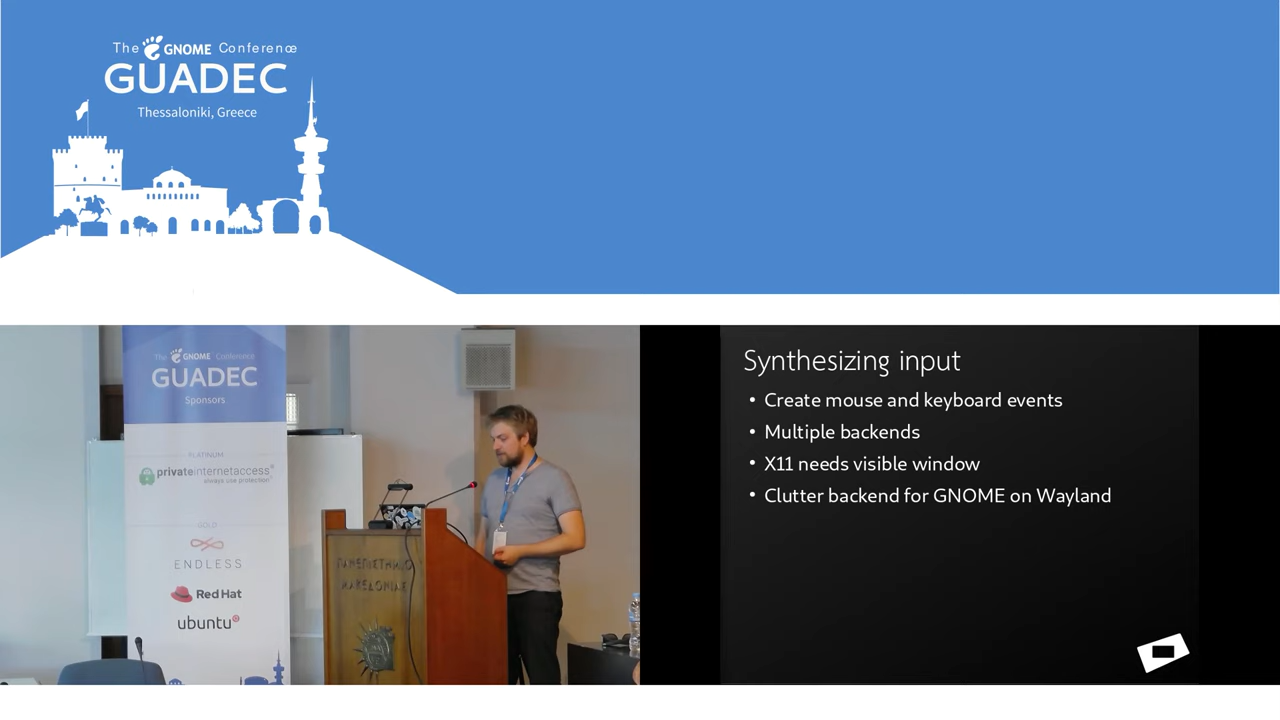 The GNOME Conference
GUADEC
Thessaloniki, Greece
The GNOME Conference
GUADEC
Sponsors
PLATINUM
privateinternetaccess®
always use protection®
GOLD
ENDLESS
Red Hat
ubuntu
ΠΑΝΕΠΙΣΤΗΜΙΟ
ΜΑΚΕΔΟΝΙΑΣ
Synthesizing input
• Create mouse and keyboard events
• Multiple backends
• X11 needs visible window
• Clutter backend for GNOME on Wayland